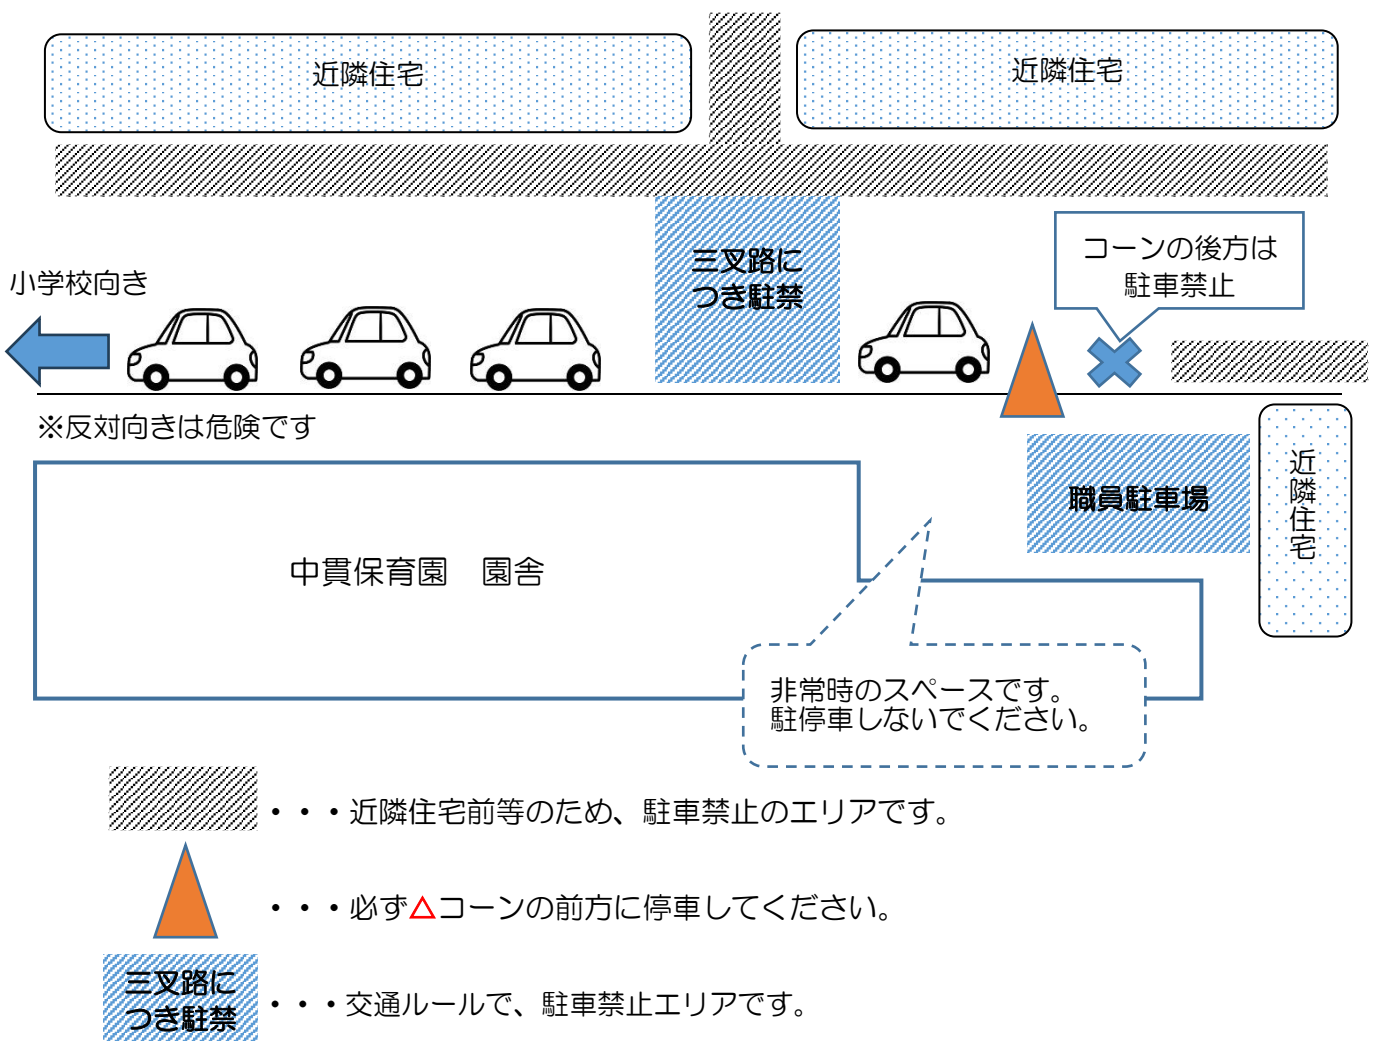 近隣住宅
近隣住宅
三叉路に
つき駐禁
コーンの後方は
駐車禁止
小学校向き
※反対向きは危険です
職員駐車場
近隣住宅
中貫保育園　園舎
非常時のスペースです。
駐停車しないでください。
・・・近隣住宅前等のため、駐車禁止のエリアです。
・・・必ず△コーンの前方に停車してください。
三叉路に
つき駐禁
・・・交通ルールで、駐車禁止エリアです。